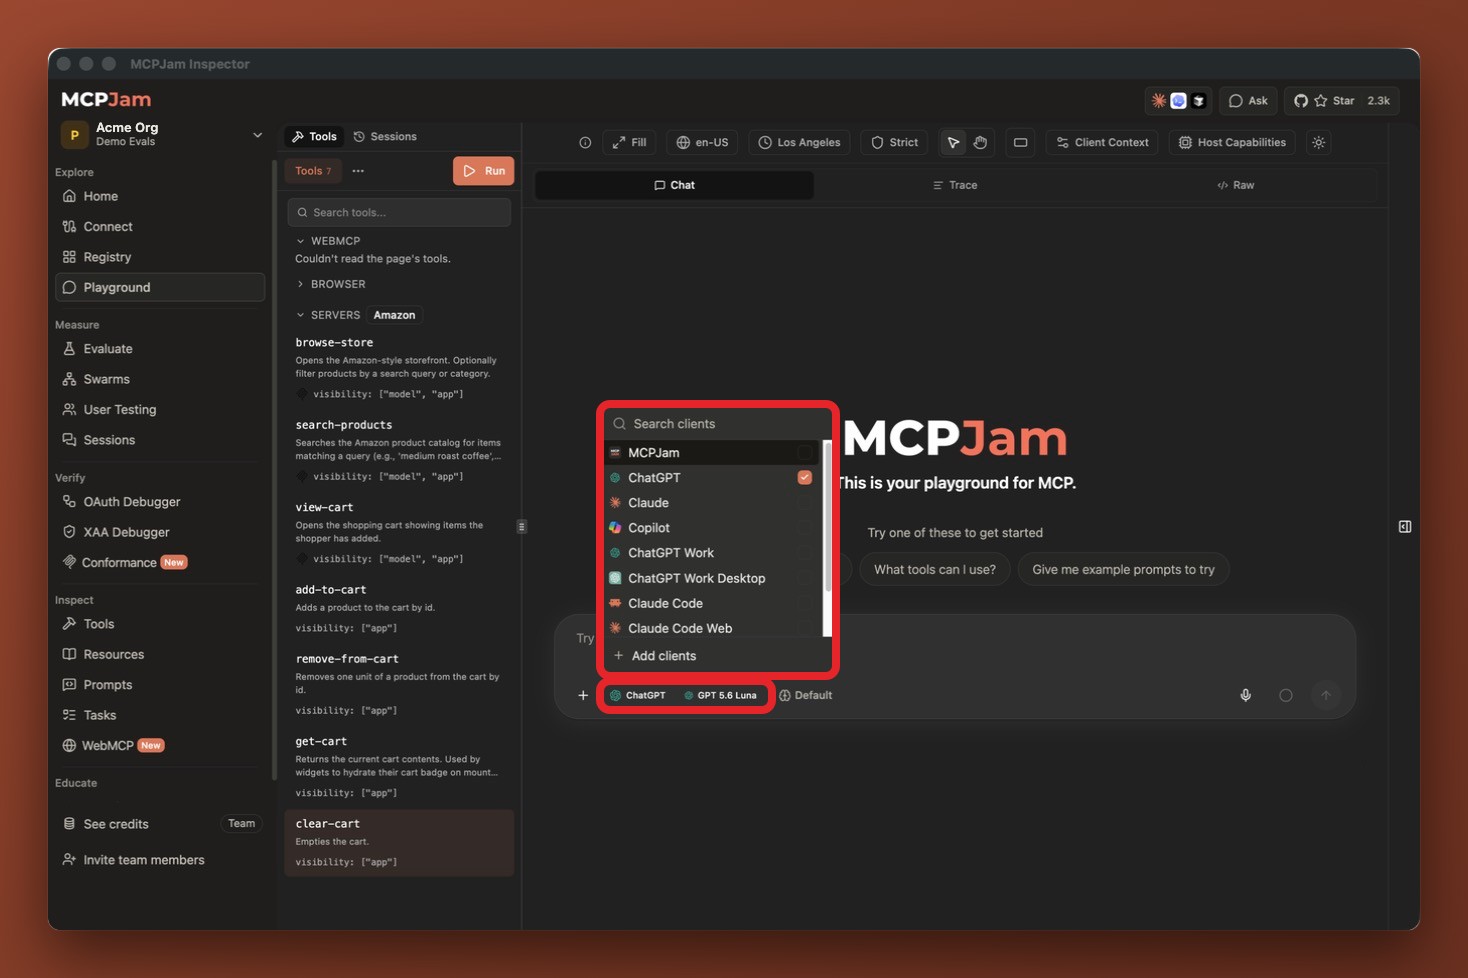 MCPJam Inspector
MCPJam
Ask
Star 2.3k
P
Acme Org
Demo Evals
Explore
Home
Connect
Registry
Playground
Measure
Evaluate
Swarms
User Testing
Sessions
Verify
OAuth Debugger
XAA Debugger
Conformance New
Inspect
Tools
Resources
Prompts
Tasks
WebMCP New
Educate
See credits Team
Invite team members
Tools Sessions
Tools 7 ... Run
Search tools...
WEBMCP
Couldn't read the page's tools.
BROWSER
SERVERS Amazon
browse-store
Opens the Amazon-style storefront. Optionally
filter products by a search query or category.
visibility: ["model", "app"]
search-products
Searches the Amazon product catalog for items
matching a query (e.g., 'medium roast coffee',...
visibility: ["model", "app"]
view-cart
Opens the shopping cart showing items the
shopper has added.
visibility: ["model", "app"]
add-to-cart
Adds a product to the cart by id.
visibility: ["app"]
remove-from-cart
Removes one unit of a product from the cart by
id.
visibility: ["app"]
get-cart
Returns the current cart contents. Used by
widgets to hydrate their cart badge on mount...
visibility: ["app"]
clear-cart
Empties the cart.
visibility: ["app"]
Fill en-US Los Angeles Strict Client Context Host Capabilities
Chat Trace Raw
MCPJam
This is your playground for MCP.
Try one of these to get started
What tools can I use? Give me example prompts to try
Search clients
MCPJam
ChatGPT
Claude
Copilot
ChatGPT Work
ChatGPT Work Desktop
Claude Code
Claude Code Web
+ Add clients
Try
+ ChatGPT GPT 5.6 Luna Default